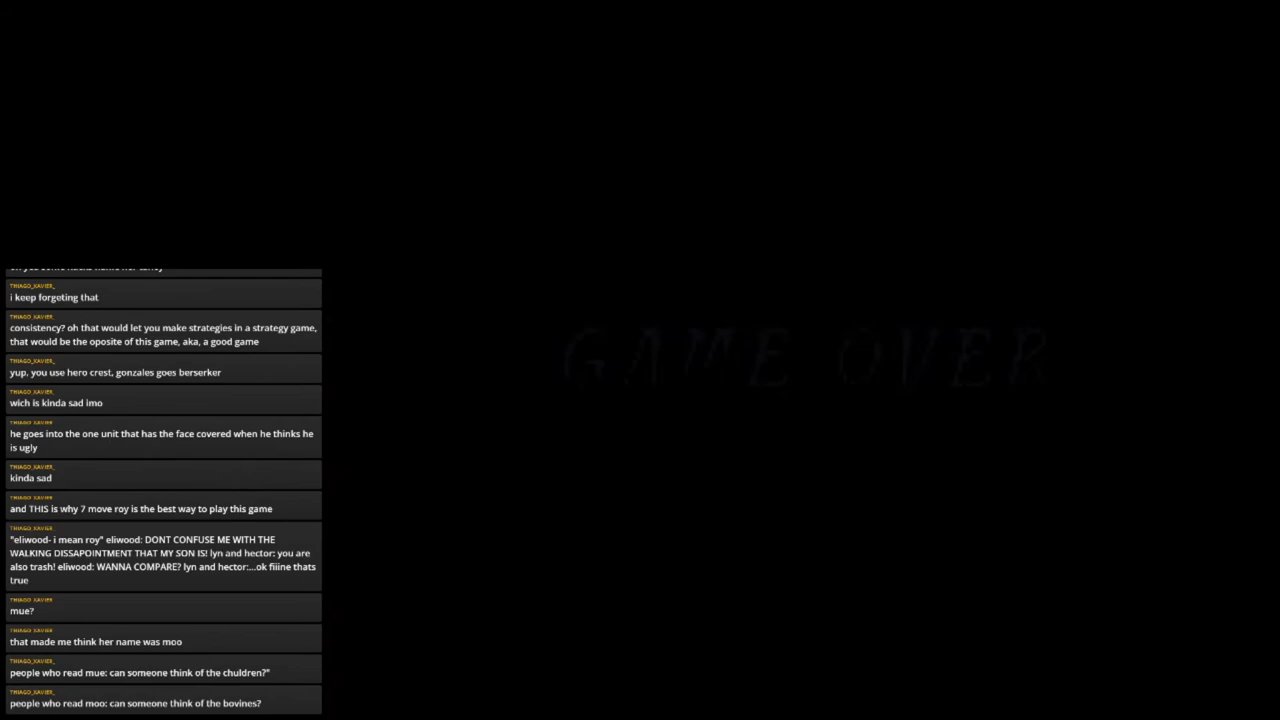 THIAGO_XAVIER_
i keep forgeting that
THIAGO_XAVIER_
consistency? oh that would let you make strategies in a strategy game,
that would be the oposite of this game, aka, a good game
THIAGO_XAVIER_
yup, you use hero crest, gonzales goes berserker
THIAGO_XAVIER_
wich is kinda sad imo
THIAGO_XAVIER_
he goes into the one unit that has the face covered when he thinks he
is ugly
THIAGO_XAVIER_
kinda sad
THIAGO_XAVIER_
and THIS is why 7 move roy is the best way to play this game
THIAGO_XAVIER_
"eliwood- i mean roy" eliwood: DONT CONFUSE ME WITH THE
WALKING DISSAPOINTMENT THAT MY SON IS! lyn and hector: you are
also trash! eliwood: WANNA COMPARE? lyn and hector:...ok fiiine thats
true
THIAGO_XAVIER_
mue?
THIAGO_XAVIER_
that made me think her name was moo
THIAGO_XAVIER_
people who read mue: can someone think of the chuldren?"
THIAGO_XAVIER_
people who read moo: can someone think of the bovines?
GAME OVER